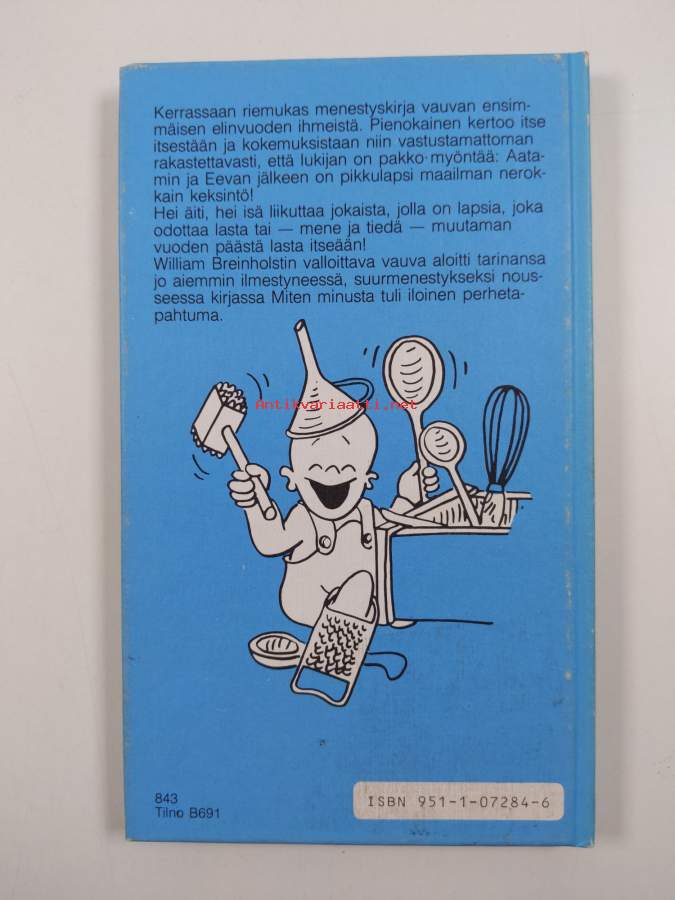 Kerrassaan riemukas menestyskirja vauvan ensim-
mäisen elinvuoden ihmeistä. Pienokainen kertoo itse
itsestään ja kokemuksistaan niin vastustamattoman
rakastettavasti, että lukijan on pakko myöntää: Aata-
min ja Eevan jälkeen on pikkulapsi maailman nerok-
kain keksintö!
Hei äiti, hei isä liikuttaa jokaista, jolla on lapsia, joka
odottaa lasta tai — mene ja tiedä — muutaman
vuoden päästä lasta itseään!
William Breinholstin valloittava vauva aloitti tarinansa
jo aiemmin ilmestyneessä, suurmenestykseksi nous-
seessa kirjassa Miten minusta tuli iloinen perheta-
pahtuma.
Antikvariaatti.net
843
Tilno B691
ISBN 951-1-07284-6